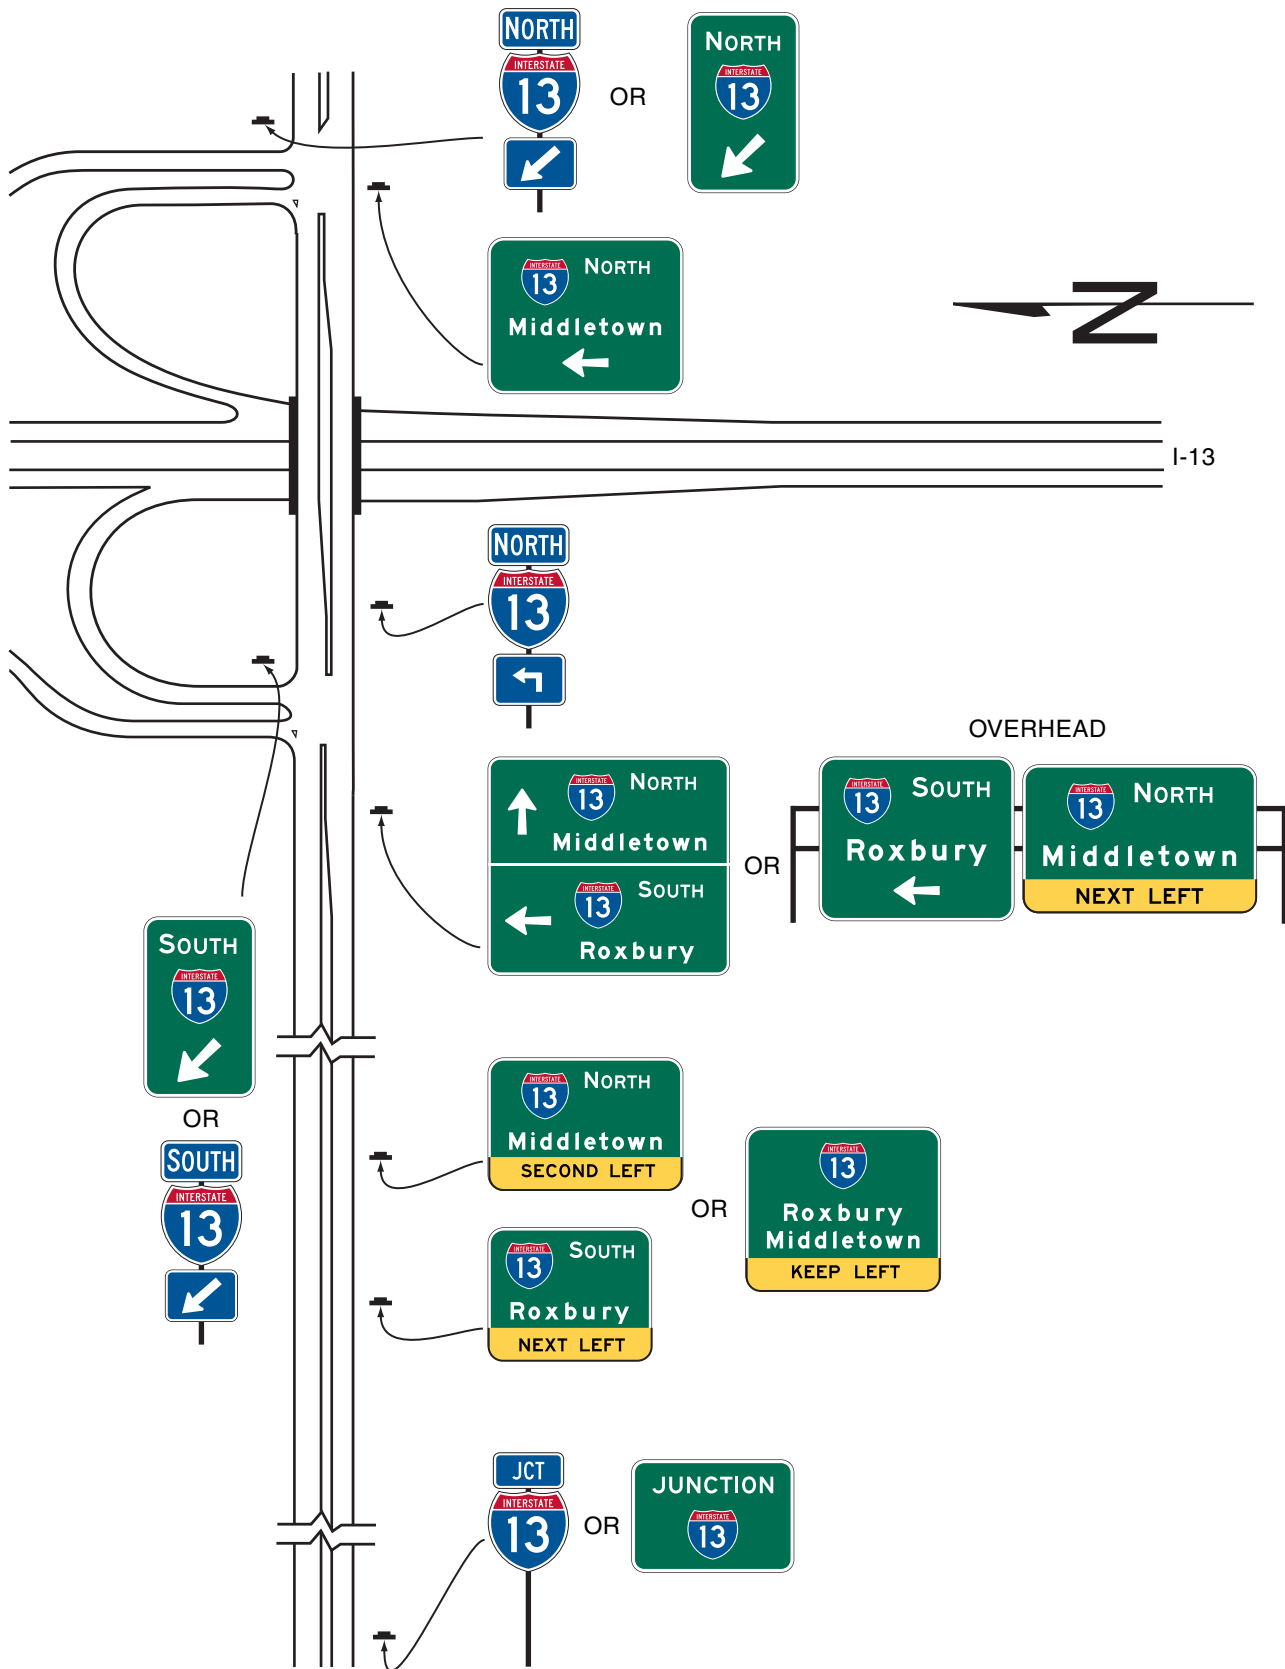 NORTH
INTERSTATE
13
OR
NORTH
INTERSTATE
13
INTERSTATE
13
NORTH
Middletown
N
I-13
NORTH
INTERSTATE
13
OVERHEAD
INTERSTATE
13
NORTH
Middletown
INTERSTATE
13
SOUTH
Roxbury
OR
INTERSTATE
13
SOUTH
Roxbury
INTERSTATE
13
NORTH
Middletown
NEXT LEFT
SOUTH
INTERSTATE
13
OR
SOUTH
INTERSTATE
13
INTERSTATE
13
NORTH
Middletown
SECOND LEFT
INTERSTATE
13
SOUTH
Roxbury
NEXT LEFT
OR
INTERSTATE
13
Roxbury
Middletown
KEEP LEFT
JCT
INTERSTATE
13
OR
JUNCTION
INTERSTATE
13